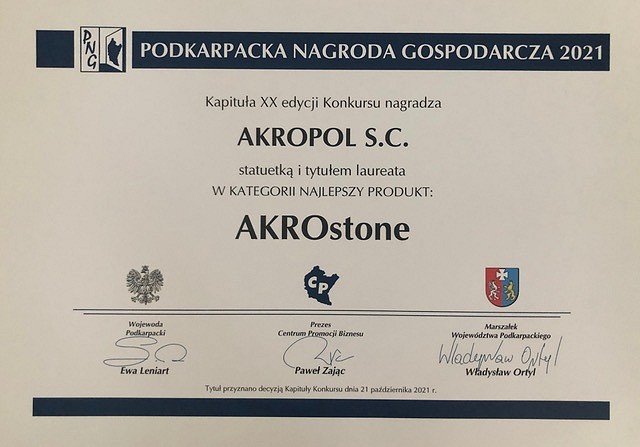 PNG
PODKARPACKA NAGRODA GOSPODARCZA 2021
Kapituła XX edycji Konkursu nagradza
AKROPOL S.C.
statuetką i tytułem laureata
W KATEGORII NAJLEPSZY PRODUKT:
AKROstone
CP
Wojewoda
Podkarpacki
Ewa Leniart
Prezes
Centrum Promocji Biznesu
Paweł Zając
Marszałek
Województwa Podkarpackiego
Władysław Ortyl
Władysław Ortyl
Tytuł przyznano decyzją Kapituły Konkursu dnia 21 października 2021 r.